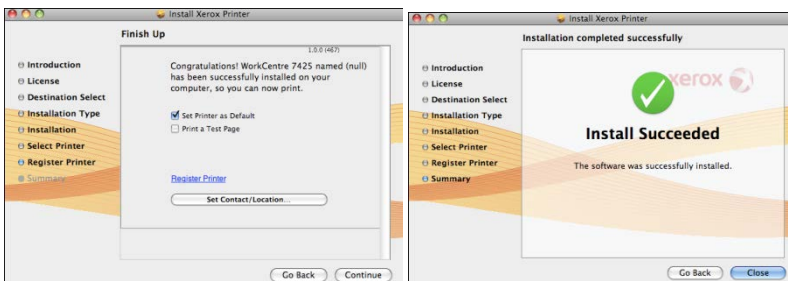 Install Xerox Printer
Finish Up
1.0.0 (467)
Introduction
License
Destination Select
Installation Type
Installation
Select Printer
Register Printer
Summary
Congratulations! WorkCentre 7425 named (null)
has been successfully installed on your
computer, so you can now print.
Set Printer as Default
Print a Test Page
Register Printer
Set Contact/Location...
Go Back
Continue
Install Xerox Printer
Installation completed successfully
Introduction
License
Destination Select
Installation Type
Installation
Select Printer
Register Printer
Summary
xerox
Install Succeeded
The software was successfully installed.
Go Back
Close